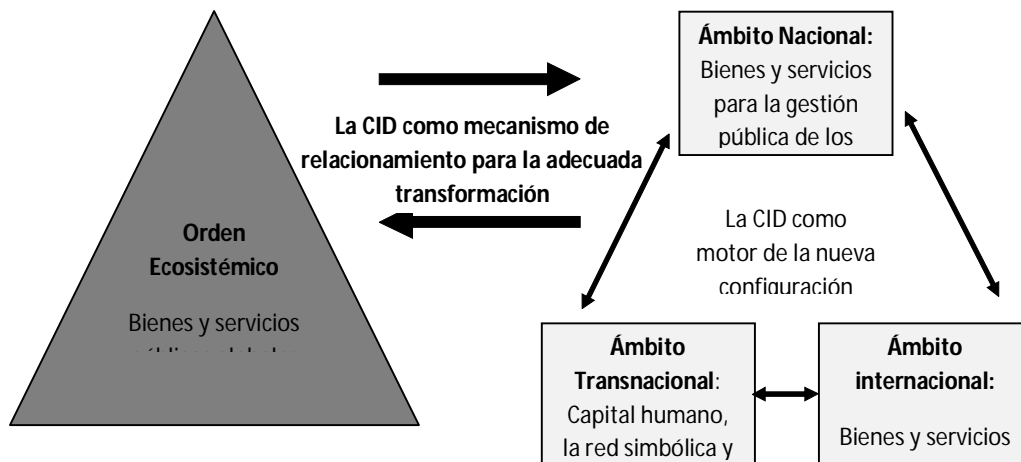 Ámbito Nacional:
Bienes y servicios
para la gestión
pública de los
La CID como mecanismo de
relacionamiento para la adecuada
transformación
Orden
Ecosistémico
Bienes y servicios
La CID como
motor de la nueva
configuración
Ámbito
Transnacional:
Capital humano,
la red simbólica y
Ámbito
internacional:
Bienes y servicios